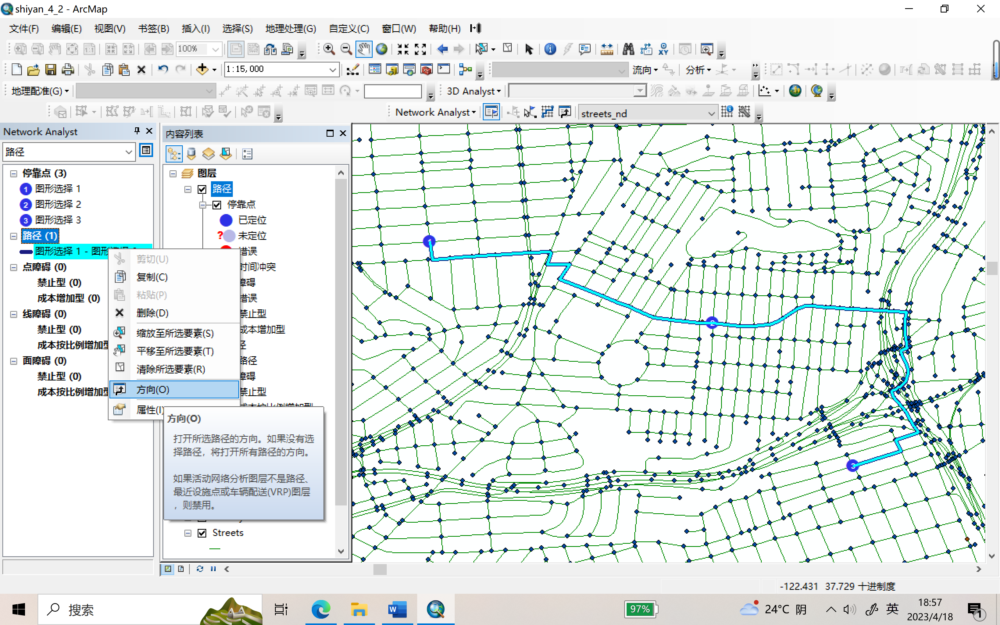 shiyan_4_2 - ArcMap
文件(F) 编辑(E) 视图(V) 书签(B) 插入(I) 选择(S) 地理处理(G) 自定义(C) 窗口(W) 帮助(H)
100%
1:15,000
流向 分析
地理配准(G)
3D Analyst
Network Analyst
streets_nd
Network Analyst
路径
停靠点 (3)
1 图形选择 1
2 图形选择 2
3 图形选择 3
路径 (1)
图形选择 1 - 图形
点障碍 (0)
禁止型 (0)
成本增加型 (0)
线障碍 (0)
禁止型 (0)
成本按比例增加型
面障碍 (0)
禁止型 (0)
成本按比例增加型
内容列表
图层
路径
停靠点
已定位
?未定位
错误
时间冲突
障碍
错误
禁止型
成本增加型
径
路径
障碍
禁止型
成本按比例增加型
Streets
剪切(U)
复制(C)
粘贴(P)
删除(D)
缩放至所选要素(S)
平移至所选要素(T)
清除所选要素(R)
方向(O)
属性(I)
方向(O)
打开所选路径的方向。如果没有选
择路径，将打开所有路径的方向。
如果活动网络分析图层不是路径、
最近设施点或车辆配送(VRP)图层
，则禁用。
1
2
3
-122.431 37.729 十进制度
搜索
97%
24°C 阴
英
18:57
2023/4/18
1